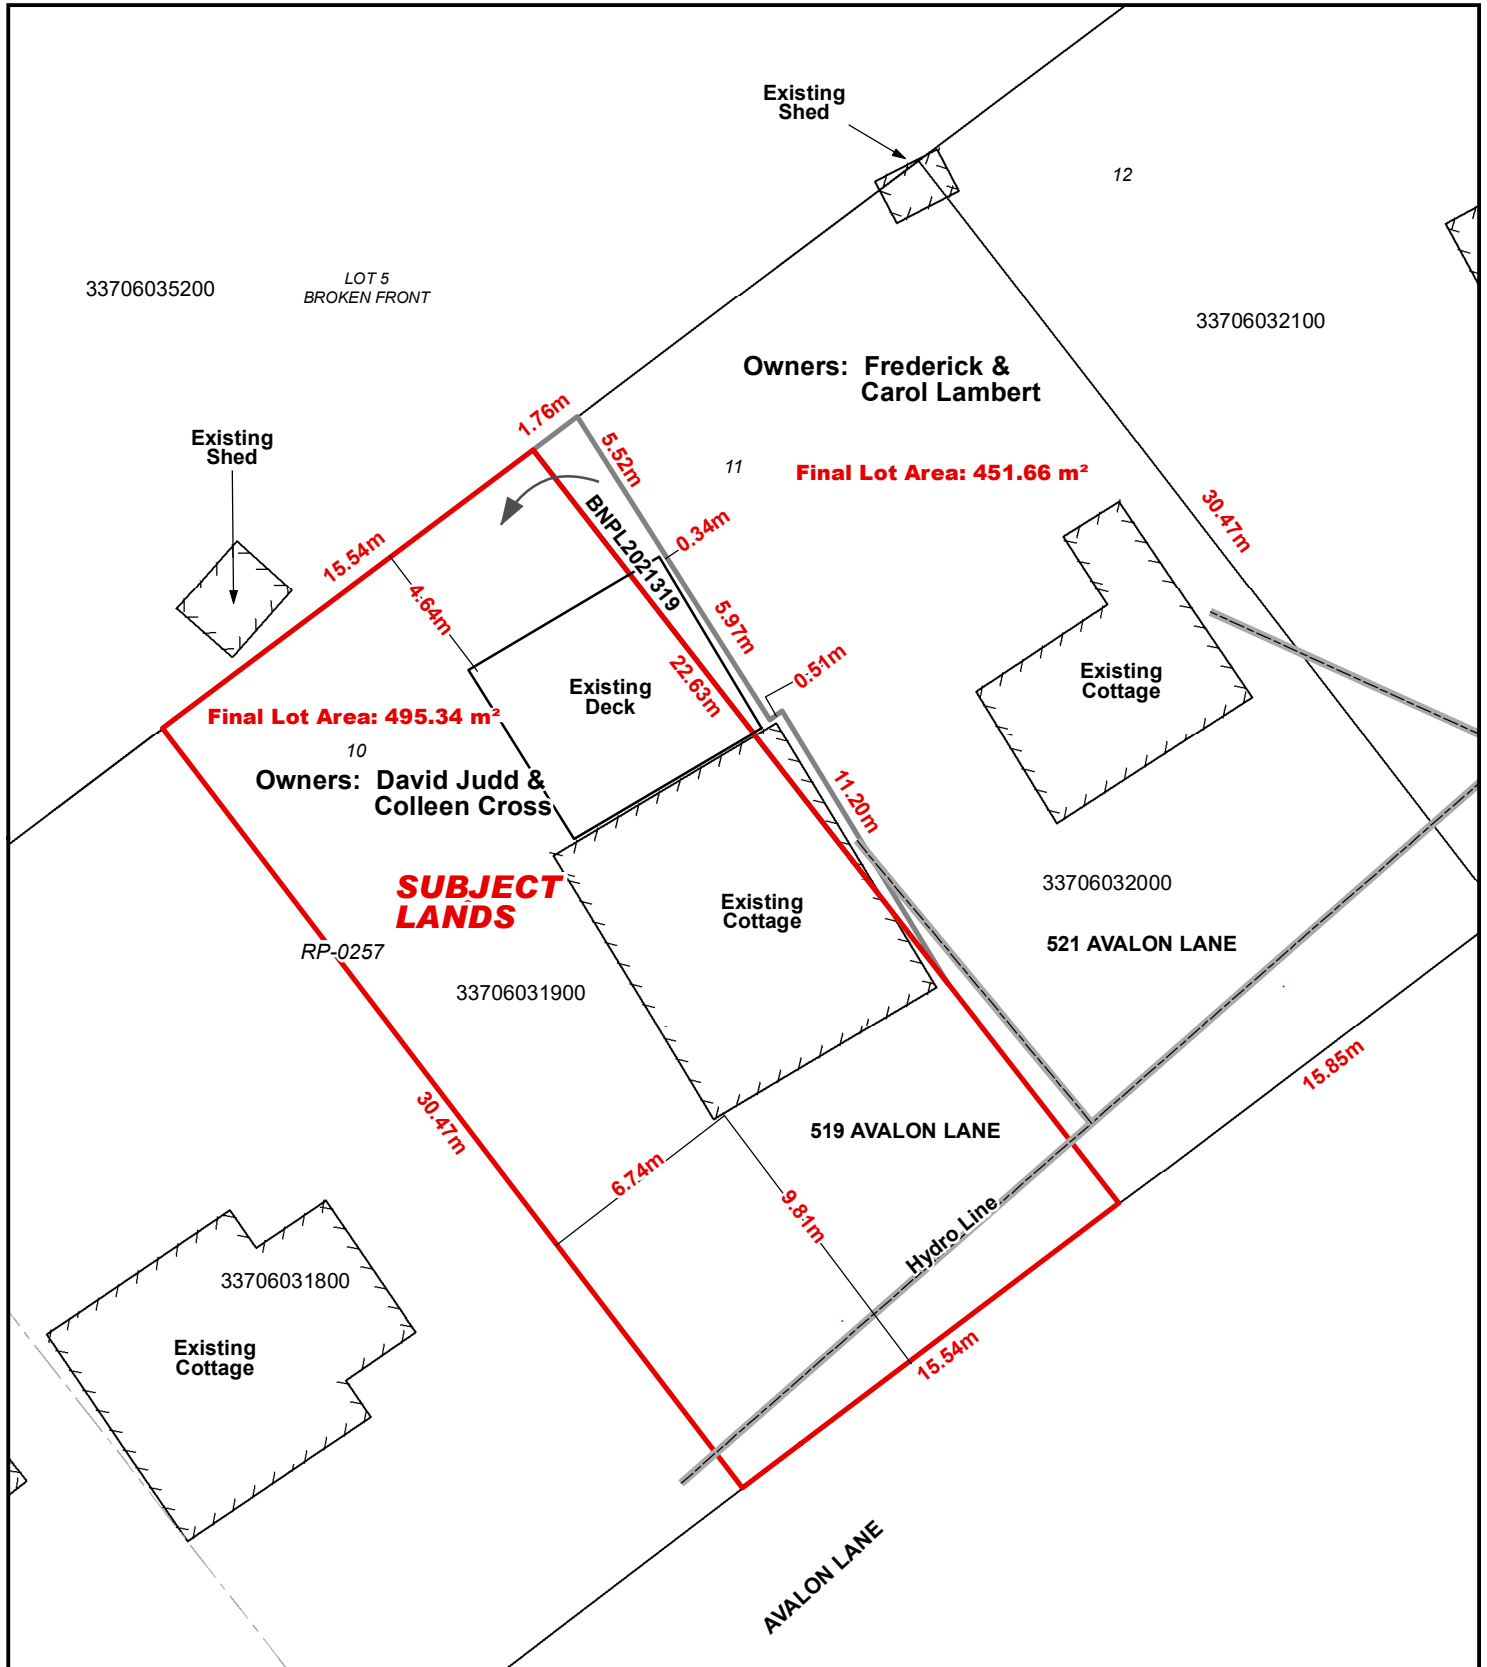 Existing
Shed
12
33706035200
LOT 5
BROKEN FRONT
33706032100
Owners: Frederick &
Carol Lambert
1.76m
Existing
Shed
5.52m
11
Final Lot Area: 451.66 m²
30.47m
BNPL2021319
0.34m
15.54m
4.64m
5.97m
22.63m
0.51m
Existing
Deck
Existing
Cottage
Final Lot Area: 495.34 m²
10
Owners: David Judd &
Colleen Cross
11.20m
SUBJECT
LANDS
33706032000
Existing
Cottage
521 AVALON LANE
RP-0257
33706031900
15.85m
30.47m
519 AVALON LANE
6.74m
9.81m
Hydro Line
33706031800
Existing
Cottage
15.54m
AVALON LANE